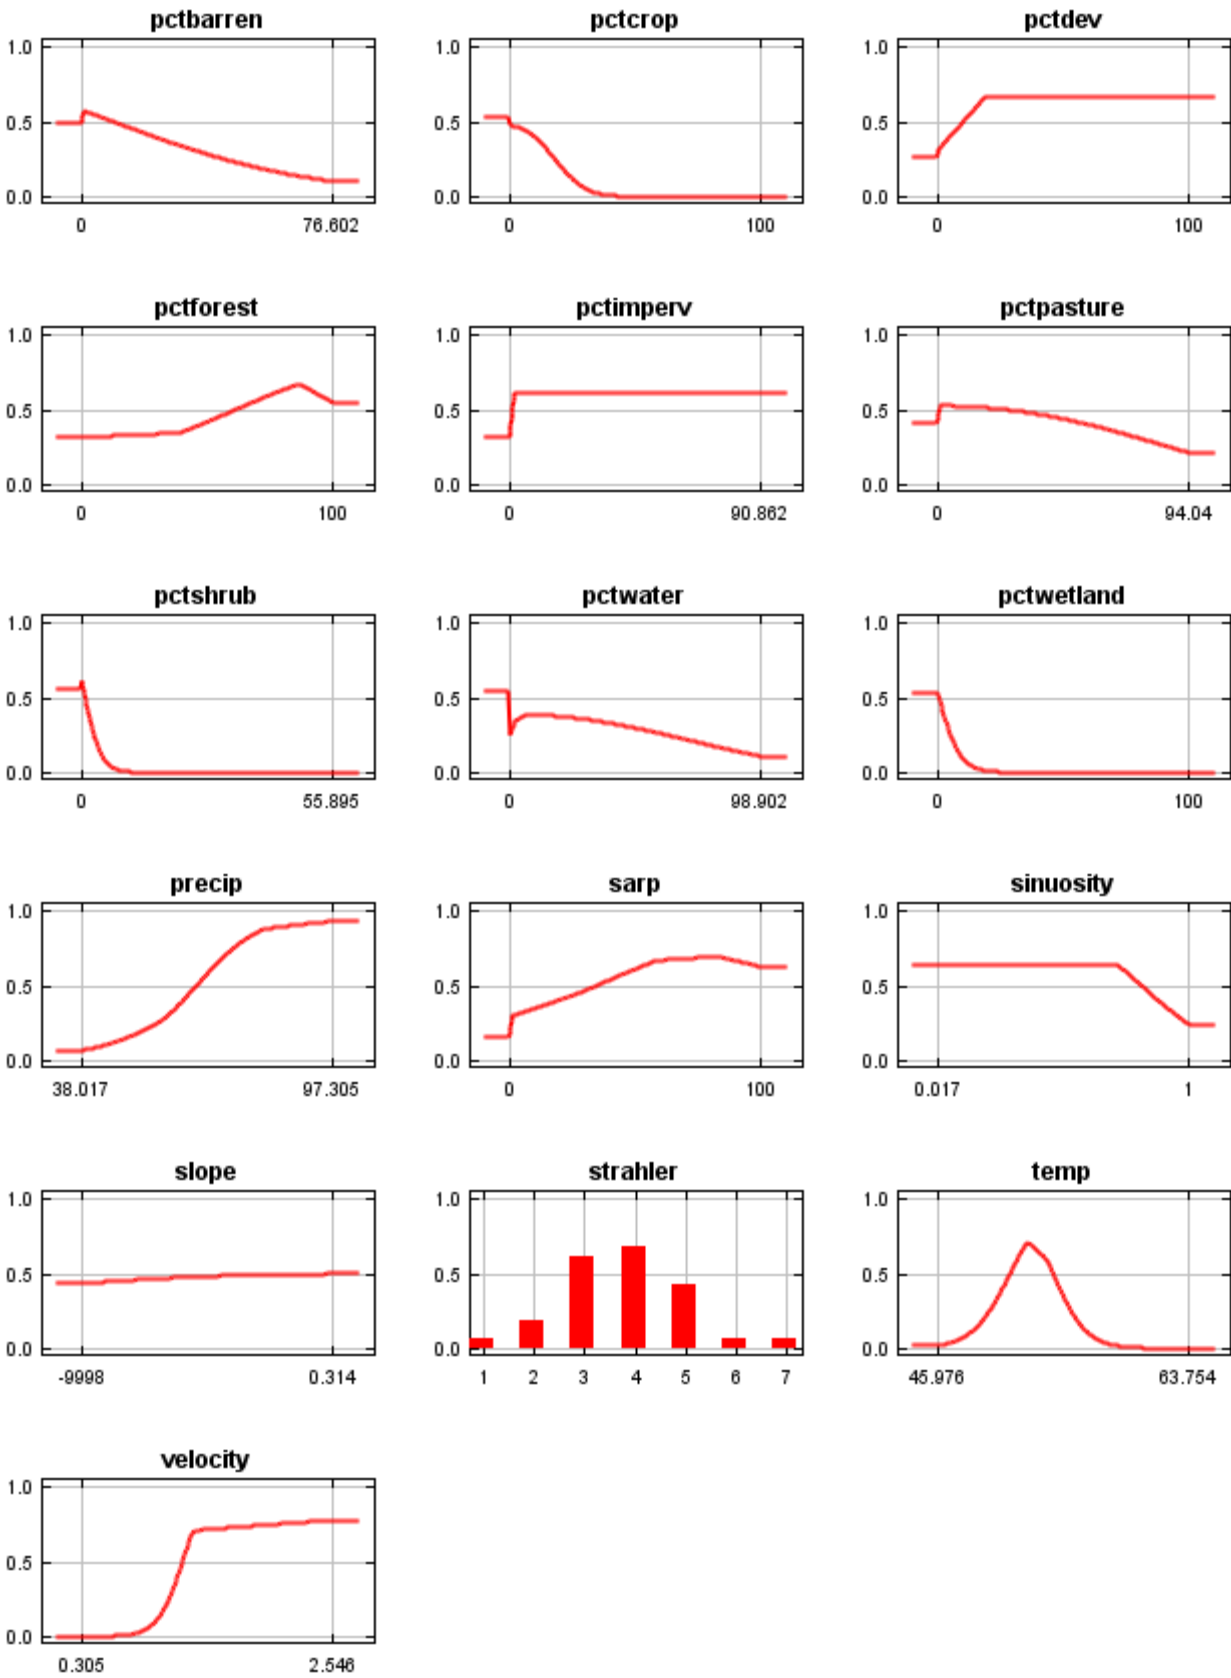 pctbarren pctcrop pctdev
1.0 1.0 1.0
0.5 0.5 0.5
0.0 0.0 0.0
0 76.602 0 100 0 100
pctforest pctimperv pctpasture
1.0 1.0 1.0
0.5 0.5 0.5
0.0 0.0 0.0
0 100 0 90.862 0 94.04
pctshrub pctwater pctwetland
1.0 1.0 1.0
0.5 0.5 0.5
0.0 0.0 0.0
0 55.895 0 98.902 0 100
precip sarp sinuosity
1.0 1.0 1.0
0.5 0.5 0.5
0.0 0.0 0.0
38.017 97.305 0 100 0.017 1
slope strahler temp
1.0 1.0 1.0
0.5 0.5 0.5
0.0 0.0 0.0
-9998 0.314 1 2 3 4 5 6 7 45.976 63.754
velocity
1.0
0.5
0.0
0.305 2.546